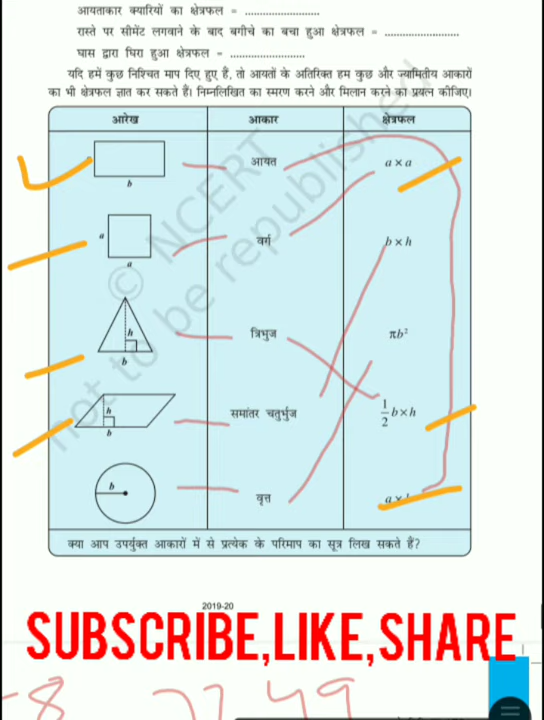 आयताकार क्यारियों का क्षेत्रफल = ........................
रास्ते पर सीमेंट लगवाने के बाद बगीचे का बचा हुआ क्षेत्रफल = ........................
घास द्वारा घिरा हुआ क्षेत्रफल = ........................
यदि हमें कुछ निश्चित माप दिए हुए हैं, तो आयतों के अतिरिक्त हम कुछ और ज्यामितीय आकारों
का भी क्षेत्रफल ज्ञात कर सकते हैं। निम्नलिखित का स्मरण करने और मिलान करने का प्रयत्न कीजिए।
आरेख आकार क्षेत्रफल
b आयत a × a
a a वर्ग b × h
h b त्रिभुज πb²
h b समांतर चतुर्भुज 1/2 b × h
b वृत्त a ×
© NCERT
not to be republished
क्या आप उपर्युक्त आकारों में से प्रत्येक के परिमाप का सूत्र लिख सकते हैं?
2019-20
SUBSCRIBE,LIKE,SHARE
-8 49